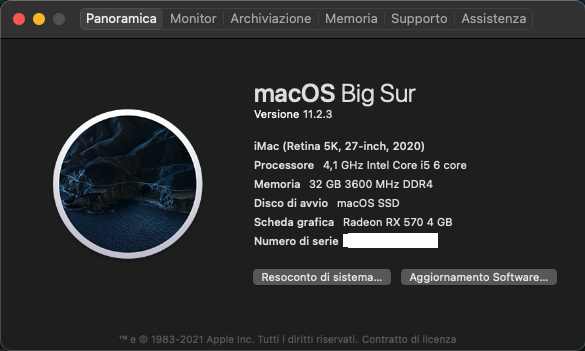 Panoramica Monitor Archiviazione Memoria Supporto Assistenza
macOS Big Sur
Versione 11.2.3
iMac (Retina 5K, 27-inch, 2020)
Processore 4,1 GHz Intel Core i5 6 core
Memoria 32 GB 3600 MHz DDR4
Disco di avvio macOS SSD
Scheda grafica Radeon RX 570 4 GB
Numero di serie
Resoconto di sistema... Aggiornamento Software...
™ e © 1983-2021 Apple Inc. Tutti i diritti riservati. Contratto di licenza